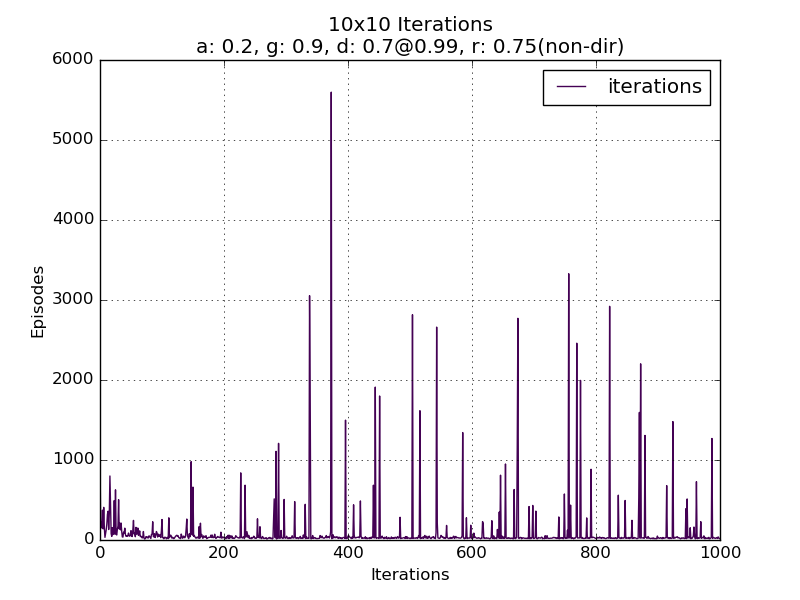 10x10 Iterations
a: 0.2, g: 0.9, d: 0.7@0.99, r: 0.75(non-dir)
iterations
6000
5000
4000
3000
2000
1000
0
Episodes
0 200 400 600 800 1000
Iterations